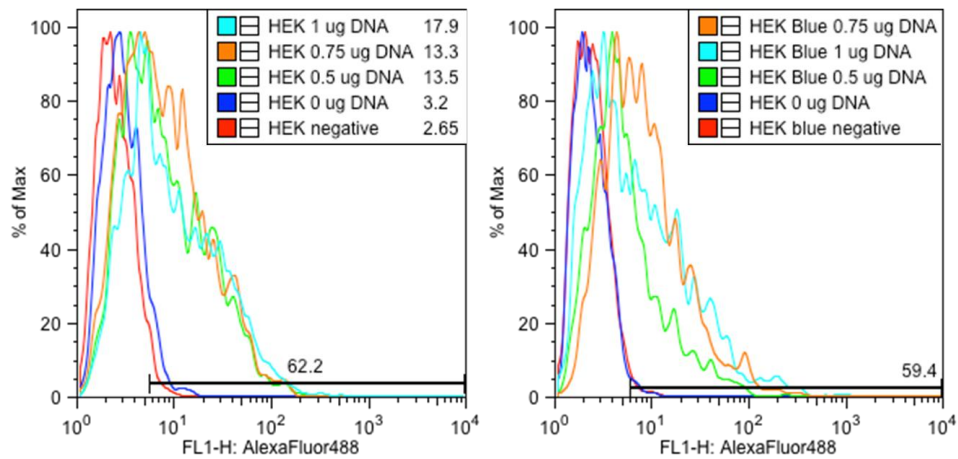 HEK 1 ug DNA 17.9
HEK 0.75 ug DNA 13.3
HEK 0.5 ug DNA 13.5
HEK 0 ug DNA 3.2
HEK negative 2.65
100
80
60
40
20
0
% of Max
62.2
10^0 10^1 10^2 10^3 10^4
FL1-H: AlexaFluor488
HEK Blue 0.75 ug DNA
HEK Blue 1 ug DNA
HEK Blue 0.5 ug DNA
HEK 0 ug DNA
HEK blue negative
100
80
60
40
20
0
% of Max
59.4
10^0 10^1 10^2 10^3 10^4
FL1-H: AlexaFluor488